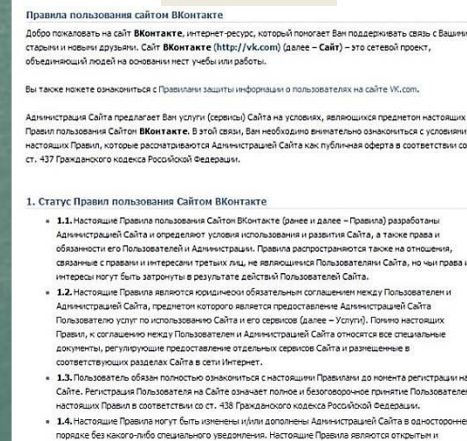 Правила пользования сайтом ВКонтакте
Добро пожаловать на сайт ВКонтакте, интернет-ресурс, который помогает Вам поддерживать связь с Вашими
старыми и новыми друзьями. Сайт ВКонтакте (http://vk.com) (далее – Сайт) – это сетевой проект,
объединяющий людей на основании мест учебы или работы.
Вы также можете ознакомиться с Правилами защиты информации о пользователях на сайте VK.com.
Администрация Сайта предлагает Вам услуги (сервисы) Сайта на условиях, являющихся предметом настоящих
Правил пользования Сайтом ВКонтакте. В этой связи, Вам необходимо внимательно ознакомиться с условиями
настоящих Правил, которые рассматриваются Администрацией Сайта как публичная оферта в соответствии со
ст. 437 Гражданского кодекса Российской Федерации.
1. Статус Правил пользования Сайтом ВКонтакте
1.1. Настоящие Правила пользования Сайтом ВКонтакте (ранее и далее – Правила) разработаны
Администрацией Сайта и определяют условия использования и развития Сайта, а также права и
обязанности его Пользователей и Администрации. Правила распространяются также на отношения,
связанные с правами и интересами третьих лиц, не являющимися Пользователями Сайта, но чьи права и
интересы могут быть затронуты в результате действий Пользователей Сайта.
1.2. Настоящие Правила являются юридически обязательным соглашением между Пользователем и
Администрацией Сайта, предметом которого является предоставление Администрацией Сайта
Пользователю услуг по использованию Сайта и его сервисов (далее – Услуги). Помимо настоящих
Правил, к соглашению между Пользователем и Администрацией Сайта относятся все специальные
документы, регулирующие предоставление отдельных сервисов Сайта и размещенные в
соответствующих разделах Сайта в сети Интернет.
1.3. Пользователь обязан полностью ознакомиться с настоящими Правилами до момента регистрации на
Сайте. Регистрация Пользователя на Сайте означает полное и безоговорочное принятие Пользователем
настоящих Правил в соответствии со ст. 438 Гражданского кодекса Российской Федерации.
1.4. Настоящие Правила могут быть изменены и/или дополнены Администрацией Сайта в одностороннем
порядке без какого-либо специального уведомления. Настоящие Правила являются открытым и